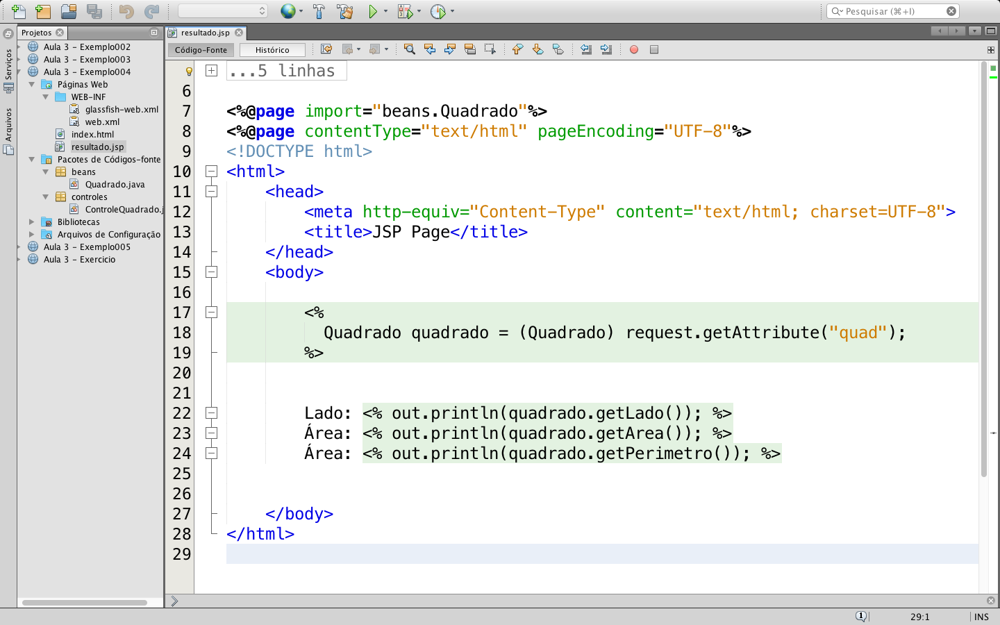 Pesquisar (⌘+I)
Projetos
resultado.jsp
Serviços
Arquivos
Aula 3 - Exemplo002
Aula 3 - Exemplo003
Aula 3 - Exemplo004
Páginas Web
WEB-INF
glassfish-web.xml
web.xml
index.html
resultado.jsp
Pacotes de Códigos-fonte
beans
Quadrado.java
controles
ControleQuadrado.j
Bibliotecas
Arquivos de Configuração
Aula 3 - Exemplo005
Aula 3 - Exercicio
Código-Fonte Histórico
...5 linhas
6
7 <%@page import="beans.Quadrado"%>
8 <%@page contentType="text/html" pageEncoding="UTF-8"%>
9 <!DOCTYPE html>
10 <html>
11 <head>
12 <meta http-equiv="Content-Type" content="text/html; charset=UTF-8">
13 <title>JSP Page</title>
14 </head>
15 <body>
16
17 <%
18 Quadrado quadrado = (Quadrado) request.getAttribute("quad");
19 %>
20
21
22 Lado: <% out.println(quadrado.getLado()); %>
23 Área: <% out.println(quadrado.getArea()); %>
24 Área: <% out.println(quadrado.getPerimetro()); %>
25
26
27 </body>
28 </html>
29
1
29:1
INS